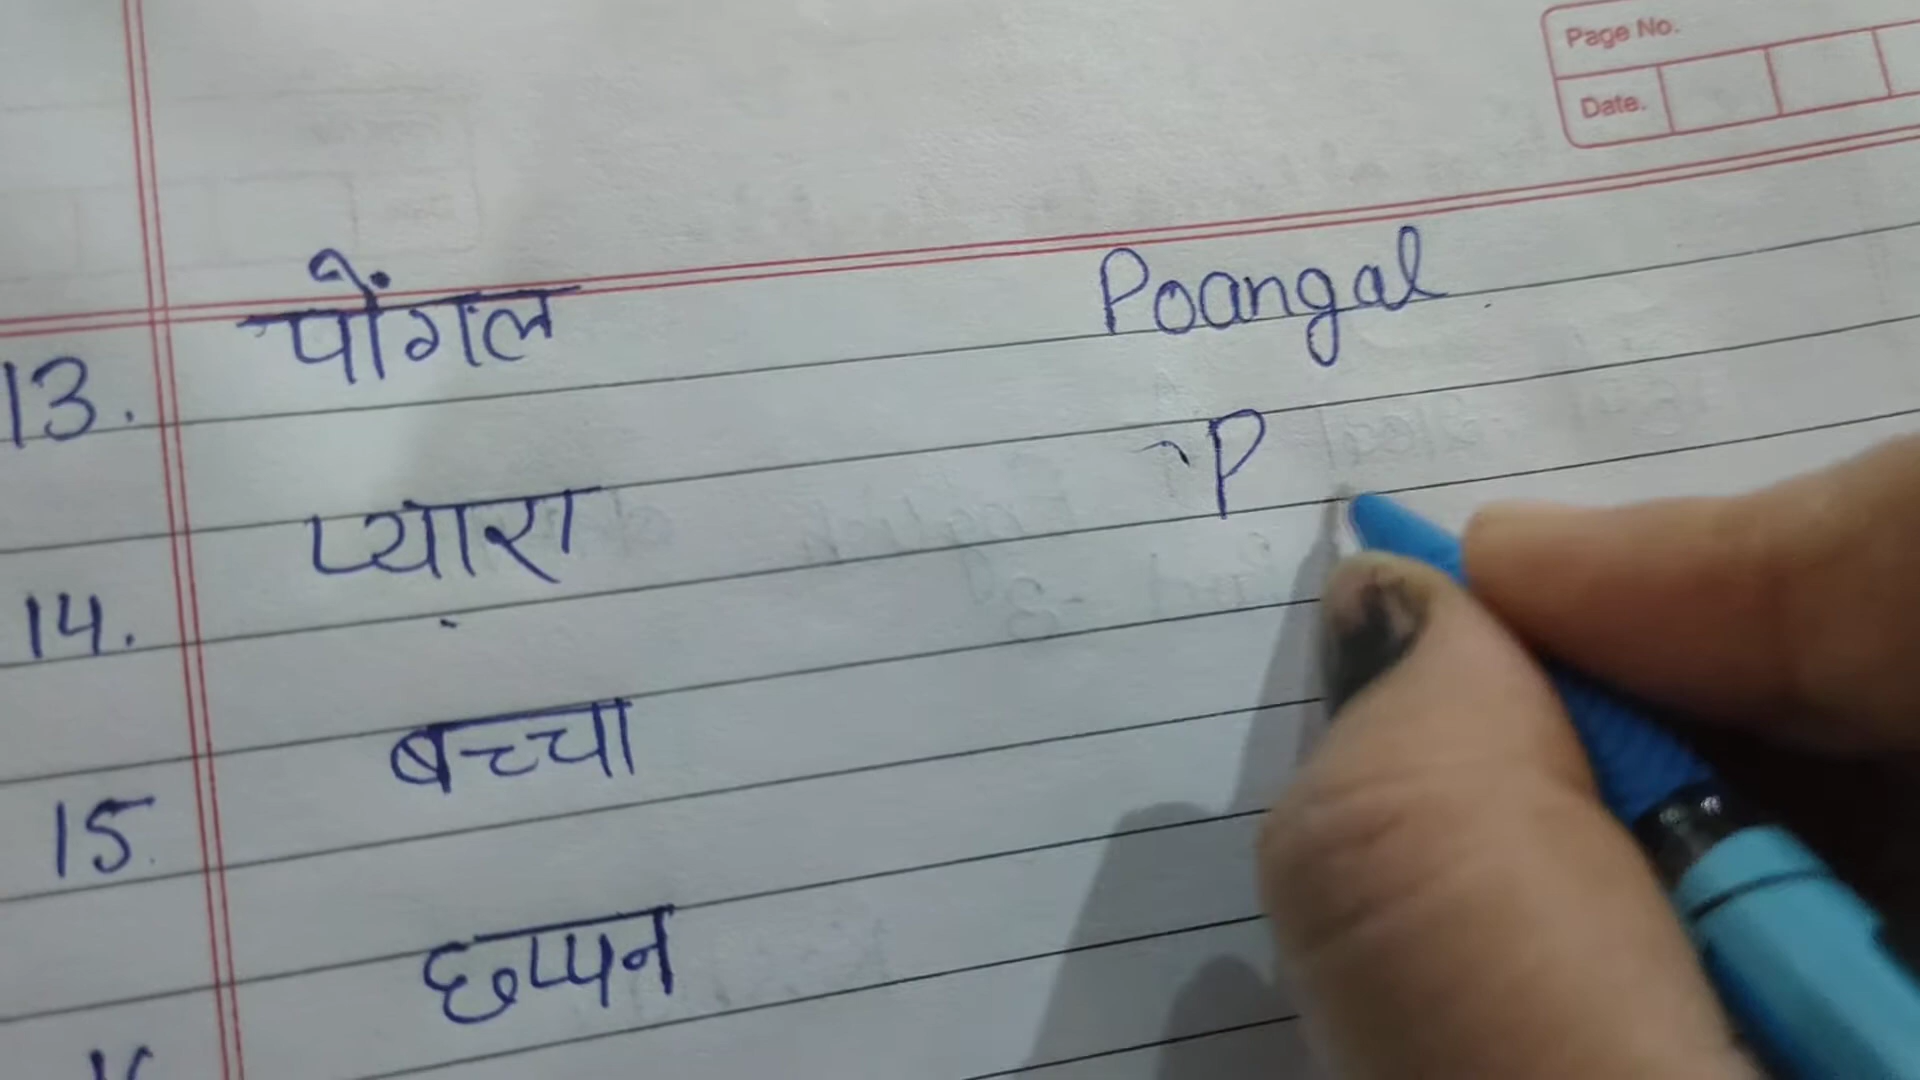 Page No.
Date.
13. पोंगल Poangal
14. प्यारा P
15. बच्चा
छप्पन